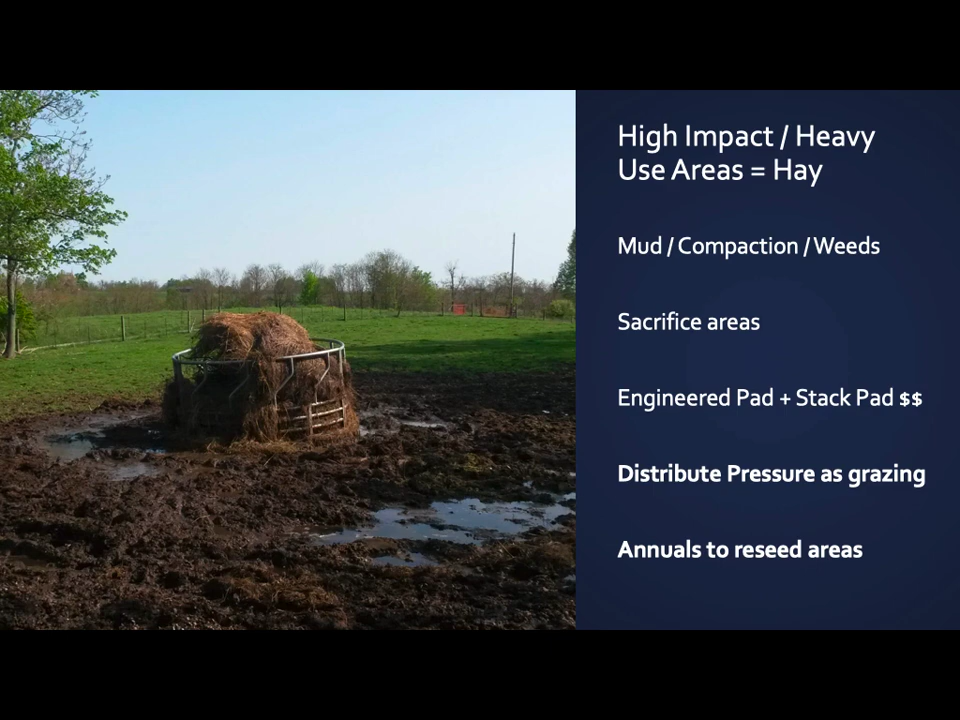 High Impact / Heavy
Use Areas = Hay
Mud / Compaction / Weeds
Sacrifice areas
Engineered Pad + Stack Pad $$
Distribute Pressure as grazing
Annuals to reseed areas